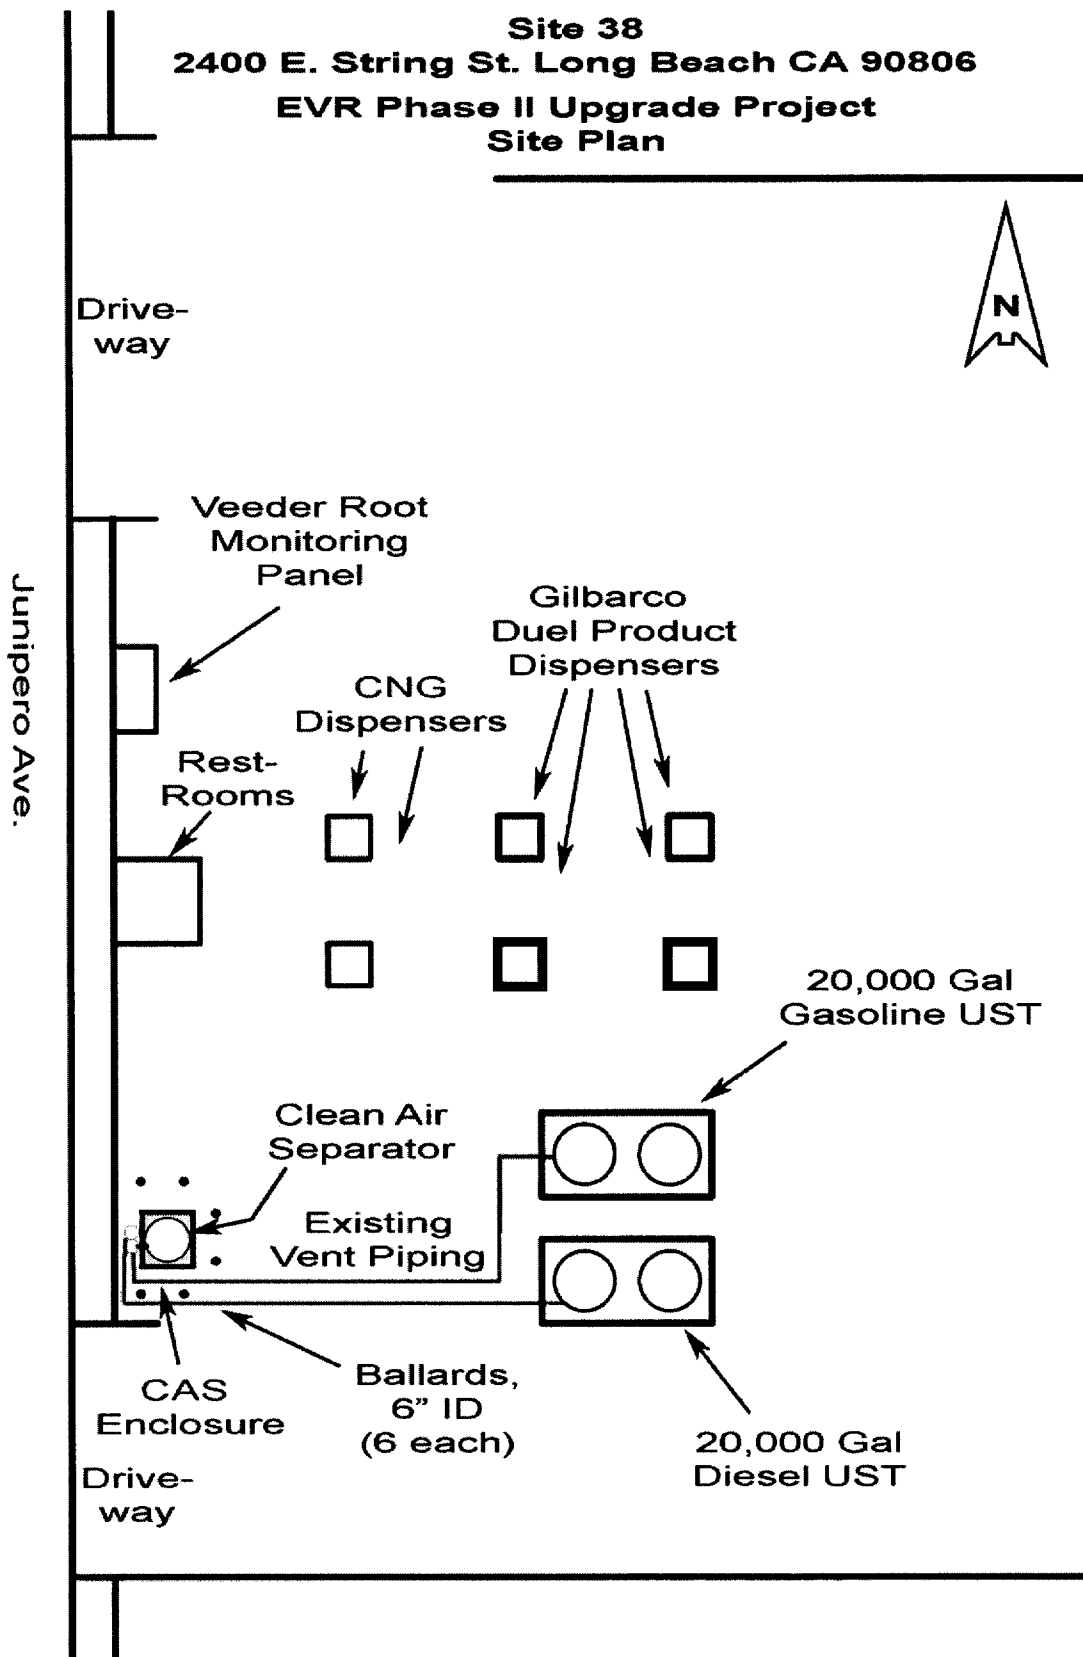 Site 38
2400 E. String St. Long Beach CA 90806
EVR Phase II Upgrade Project
Site Plan
N
Drive-
way
Veeder Root
Monitoring
Panel
Junipero Ave.
Gilbarco
Duel Product
Dispensers
CNG
Dispensers
Rest-
Rooms
20,000 Gal
Gasoline UST
Clean Air
Separator
Existing
Vent Piping
CAS
Enclosure
Ballards,
6” ID
(6 each)
20,000 Gal
Diesel UST
Drive-
way